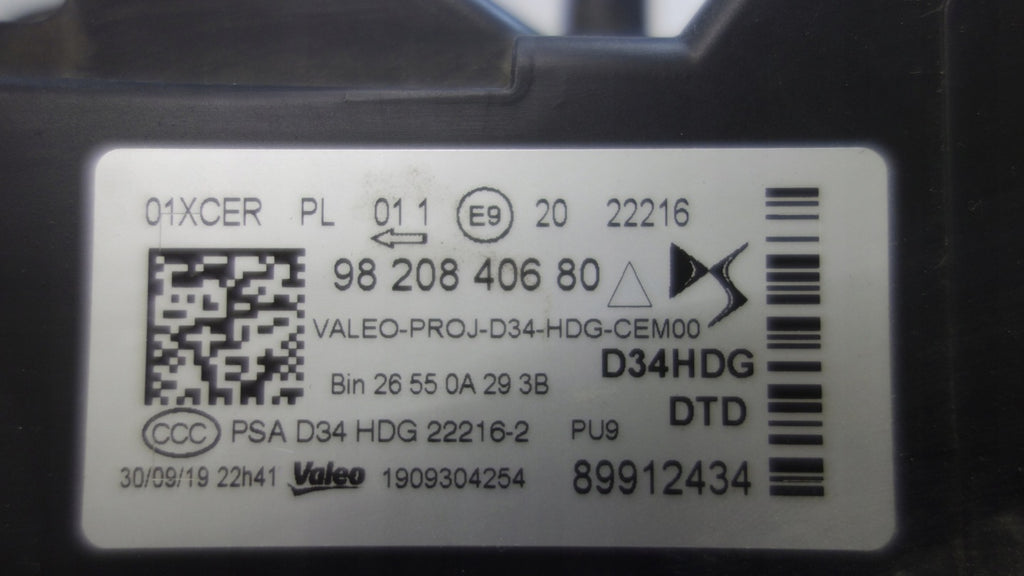 01XCER PL 01 1 E9 20 22216
98 208 406 80
VALEO-PROJ-D34-HDG-CEM00
D34HDG
Bin 26 55 0A 29 3B
DTD
CCC PSA D34 HDG 22216-2 PU9
30/09/19 22h41 Valeo 1909304254 89912434